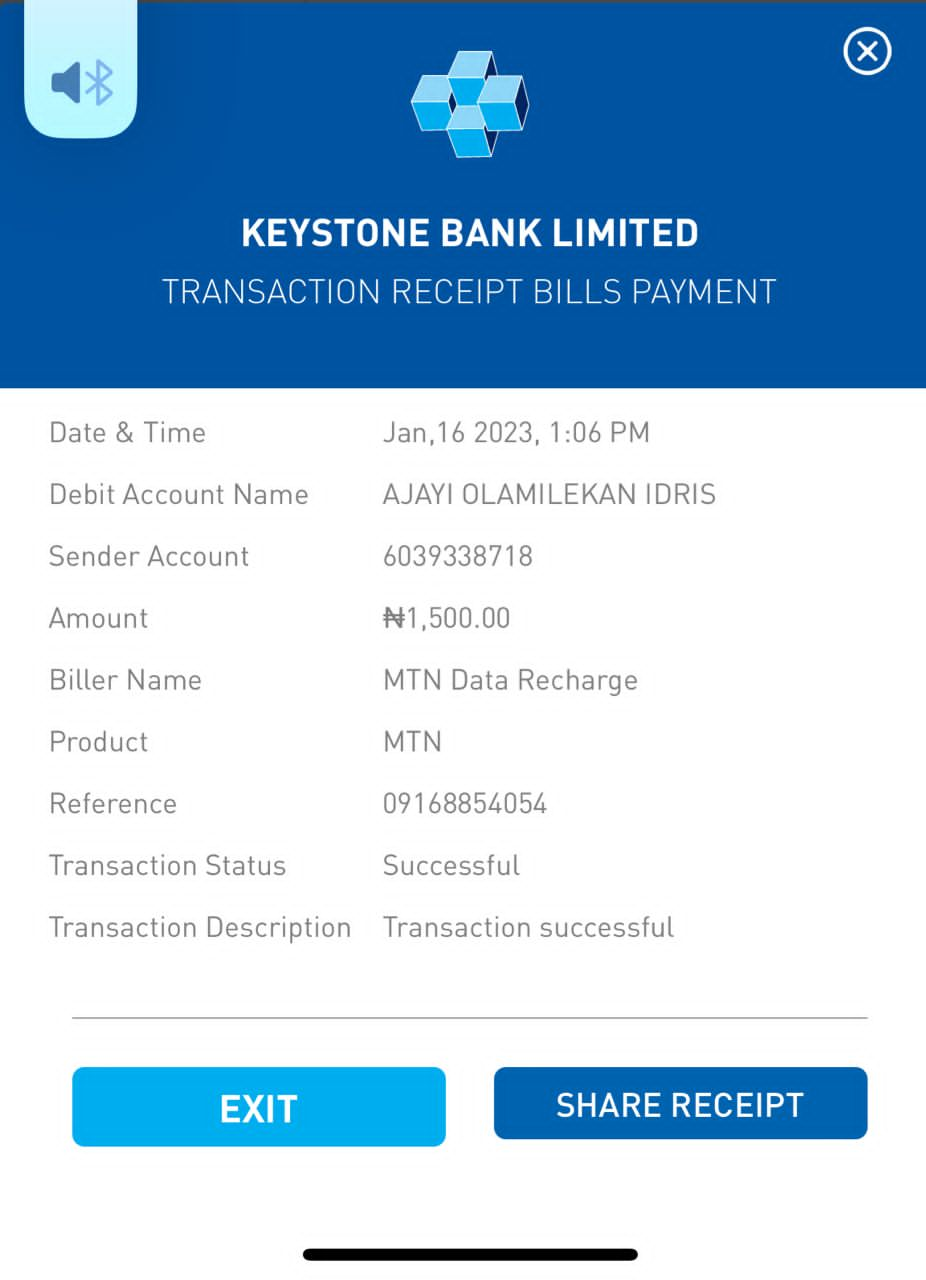 KEYSTONE BANK LIMITED
TRANSACTION RECEIPT BILLS PAYMENT
Date & Time Jan,16 2023, 1:06 PM
Debit Account Name AJAYI OLAMILEKAN IDRIS
Sender Account 6039338718
Amount ₦1,500.00
Biller Name MTN Data Recharge
Product MTN
Reference 09168854054
Transaction Status Successful
Transaction Description Transaction successful
EXIT SHARE RECEIPT